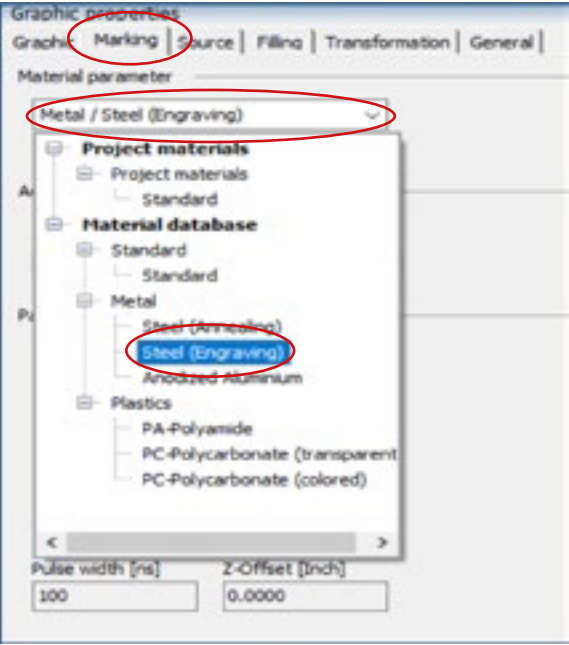 Graphic properties
Graphic Marking Source Filling Transformation General
Material parameter
Metal / Steel (Engraving)
Project materials
Project materials
Standard
Material database
Standard
Standard
Metal
Steel (Annealing)
Steel (Engraving)
Anodized Aluminium
Plastics
PA-Polyamide
PC-Polycarbonate (transparent
PC-Polycarbonate (colored)
Pulse width [ns] Z-Offset [Inch]
100 0.0000